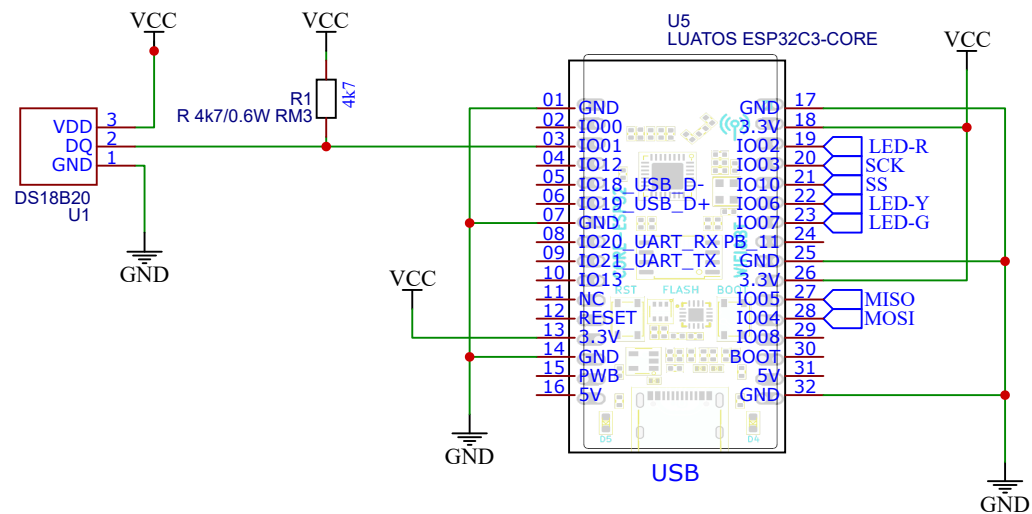 VCC
VCC
R1
R 4k7/0.6W RM3
4k7
VDD 3
DQ 2
GND 1
DS18B20
U1
GND
U5
LUATOS ESP32C3-CORE
VCC
VCC
GND
01 GND
02 IO00
03 IO01
04 IO12
05 IO18_USB_D-
06 IO19_USB_D+
07 GND
08 IO20_UART_RX
09 IO21_UART_TX
10 IO13
11 NC
12 RESET
13 3.3V
14 GND
15 PWB
16 5V
GND 17
3.3V 18
IO02 19 LED-R
IO03 20 SCK
IO10 21 SS
IO06 22 LED-Y
IO07 23 LED-G
PB_11 24
GND 25
3.3V 26
IO05 27 MISO
IO04 28 MOSI
IO08 29
BOOT 30
5V 31
GND 32
RST FLASH BOOT
D5
D4
USB
GND